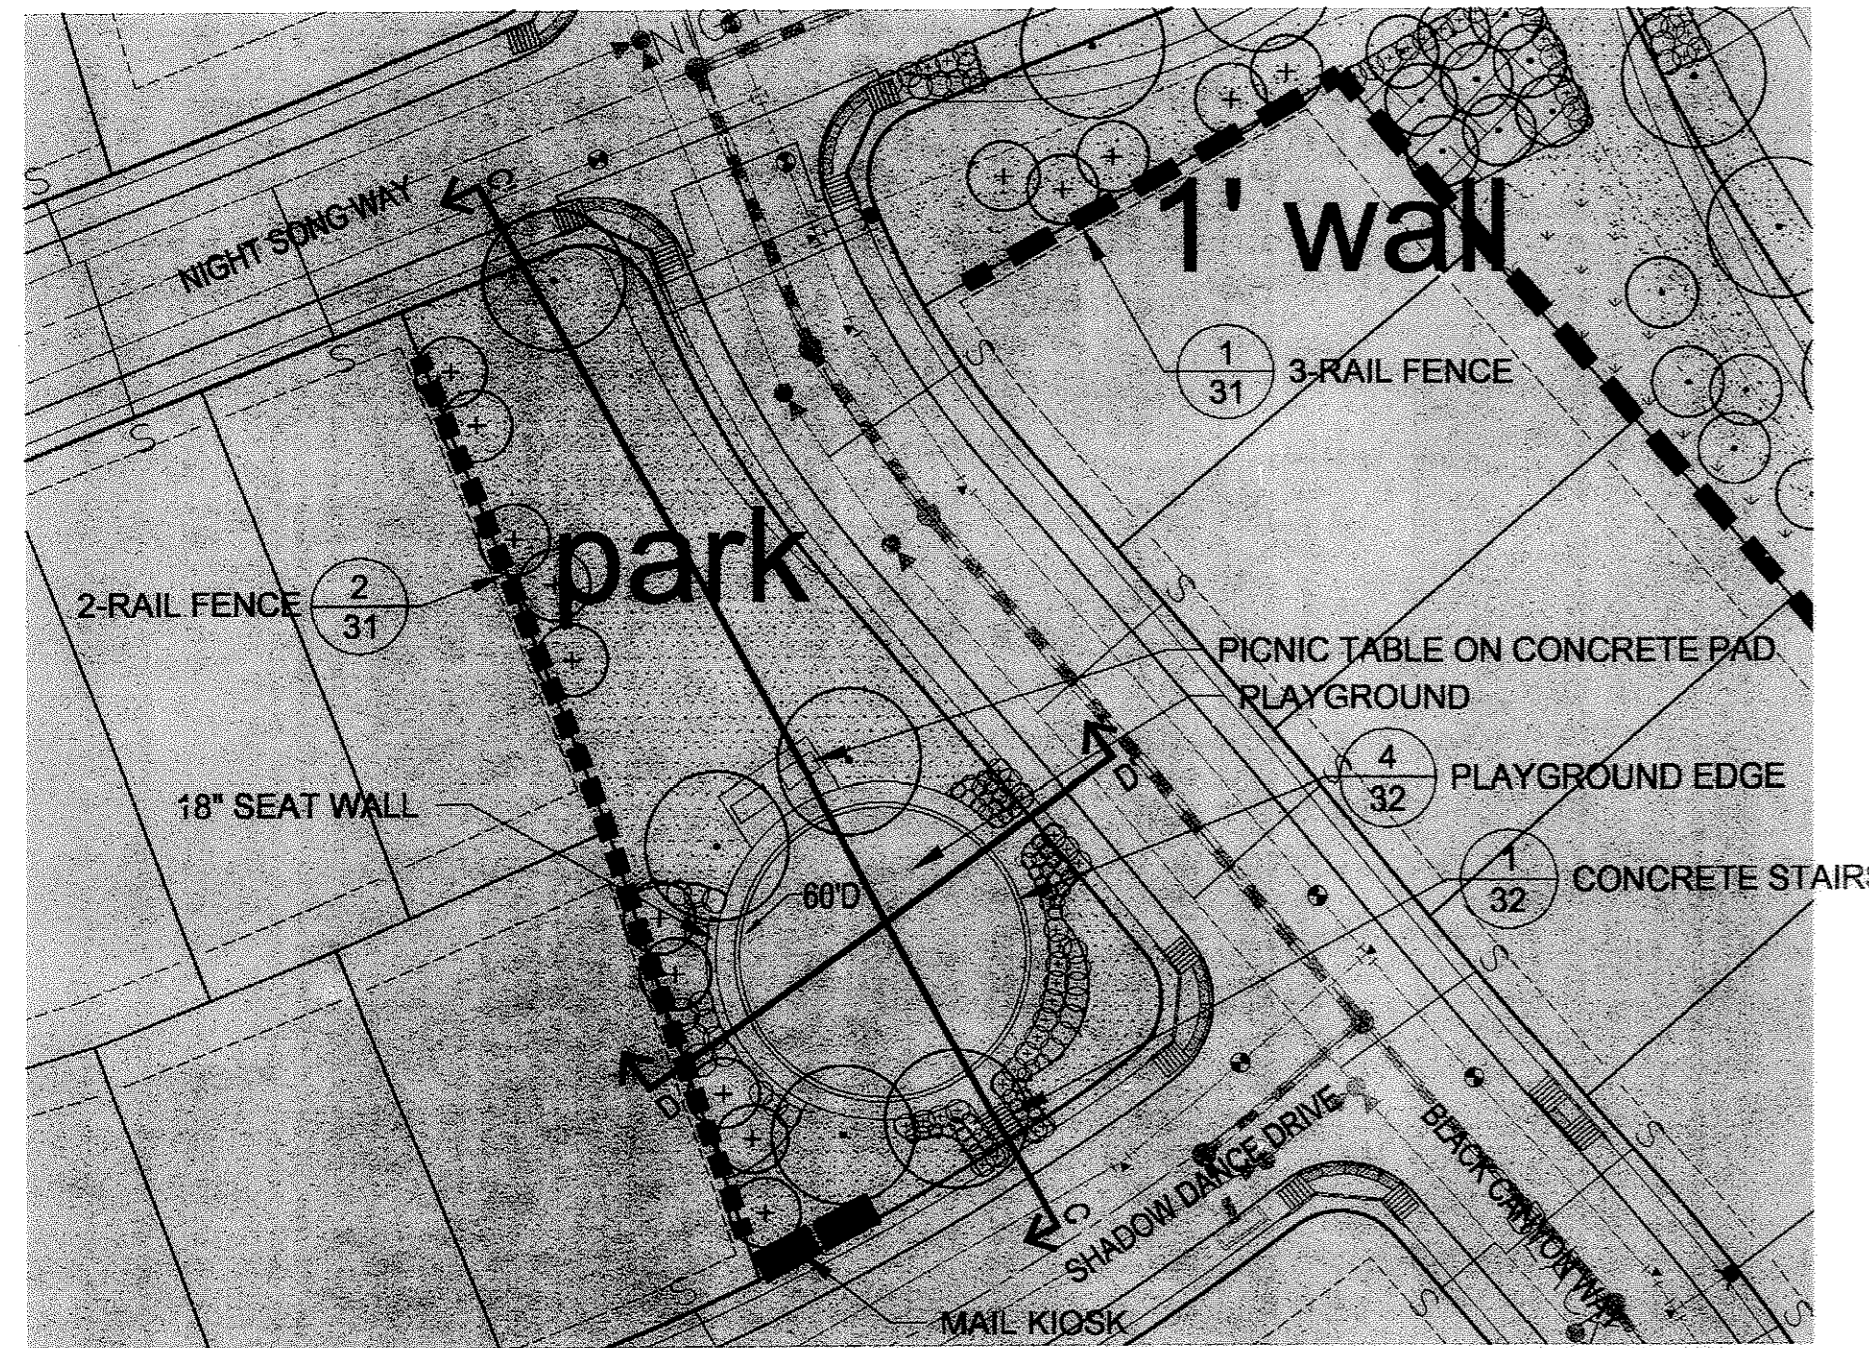 NIGHT SONG WAY
C
1' wall
1
31
3-RAIL FENCE
park
2-RAIL FENCE
2
31
PICNIC TABLE ON CONCRETE PAD
PLAYGROUND
D
4
32
PLAYGROUND EDGE
18" SEAT WALL
60'D
1
32
CONCRETE STAIRS
D
C
SHADOW DANCE DRIVE
BLACK CANYON WAY
MAIL KIOSK
S
S
S
S
S
S
S
S
S
S